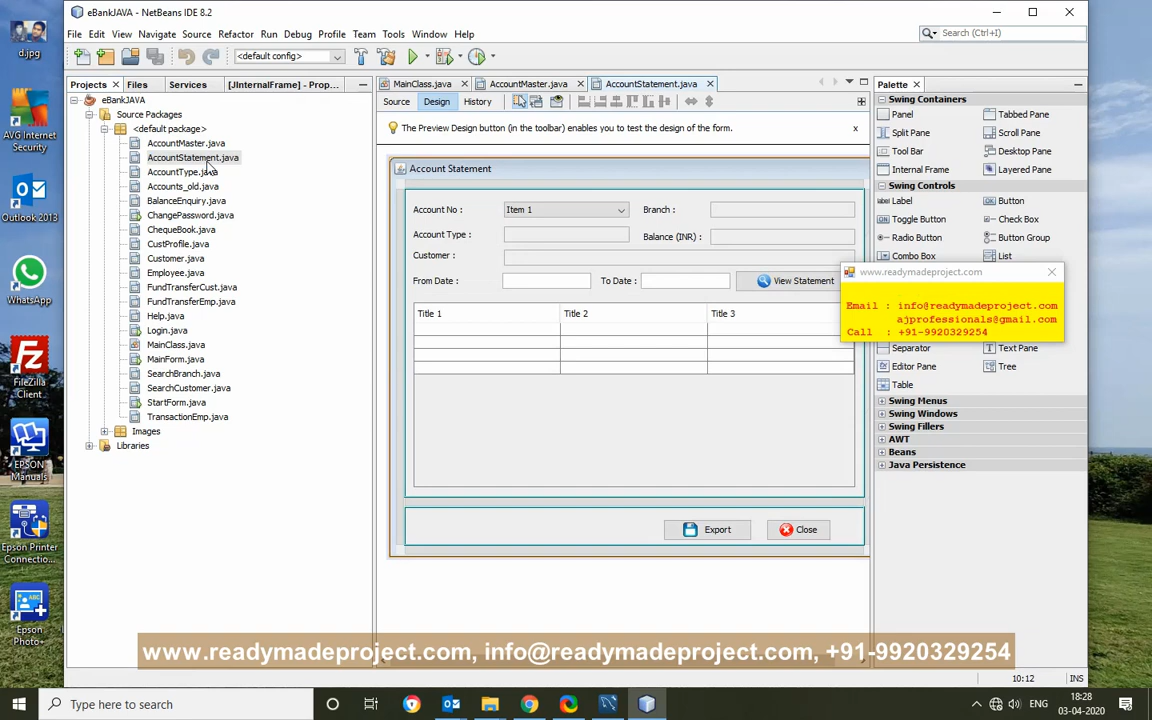 d.jpg
AVG Internet
Security
Outlook 2013
WhatsApp
FileZilla
Client
EPSON
Manuals
Epson Printer
Connectio...
Epson
Photo+
eBankJAVA - NetBeans IDE 8.2
File Edit View Navigate Source Refactor Run Debug Profile Team Tools Window Help
Search (Ctrl+I)
<default config>
Projects Files Services [JInternalFrame] - Prop...
eBankJAVA
Source Packages
<default package>
AccountMaster.java
AccountStatement.java
AccountType.java
Accounts_old.java
BalanceEnquiry.java
ChangePassword.java
ChequeBook.java
CustProfile.java
Customer.java
Employee.java
FundTransferCust.java
FundTransferEmp.java
Help.java
Login.java
MainClass.java
MainForm.java
SearchBranch.java
SearchCustomer.java
StartForm.java
TransactionEmp.java
Images
Libraries
MainClass.java AccountMaster.java AccountStatement.java
Source Design History
The Preview Design button (in the toolbar) enables you to test the design of the form.
Account Statement
Account No : Item 1 Branch :
Account Type : Balance (INR) :
Customer :
From Date : To Date : View Statement
Title 1 Title 2 Title 3
Export Close
Palette
Swing Containers
Panel Tabbed Pane
Split Pane Scroll Pane
Tool Bar Desktop Pane
Internal Frame Layered Pane
Swing Controls
Label Button
Toggle Button Check Box
Radio Button Button Group
Combo Box List
www.readymadeproject.com
Email : info@readymadeproject.com
ajprofessionals@gmail.com
Call : +91-9920329254
Separator Text Pane
Editor Pane Tree
Table
Swing Menus
Swing Windows
Swing Fillers
AWT
Beans
Java Persistence
www.readymadeproject.com, info@readymadeproject.com, +91-9920329254
10:12 INS
Type here to search
ENG
18:28
03-04-2020